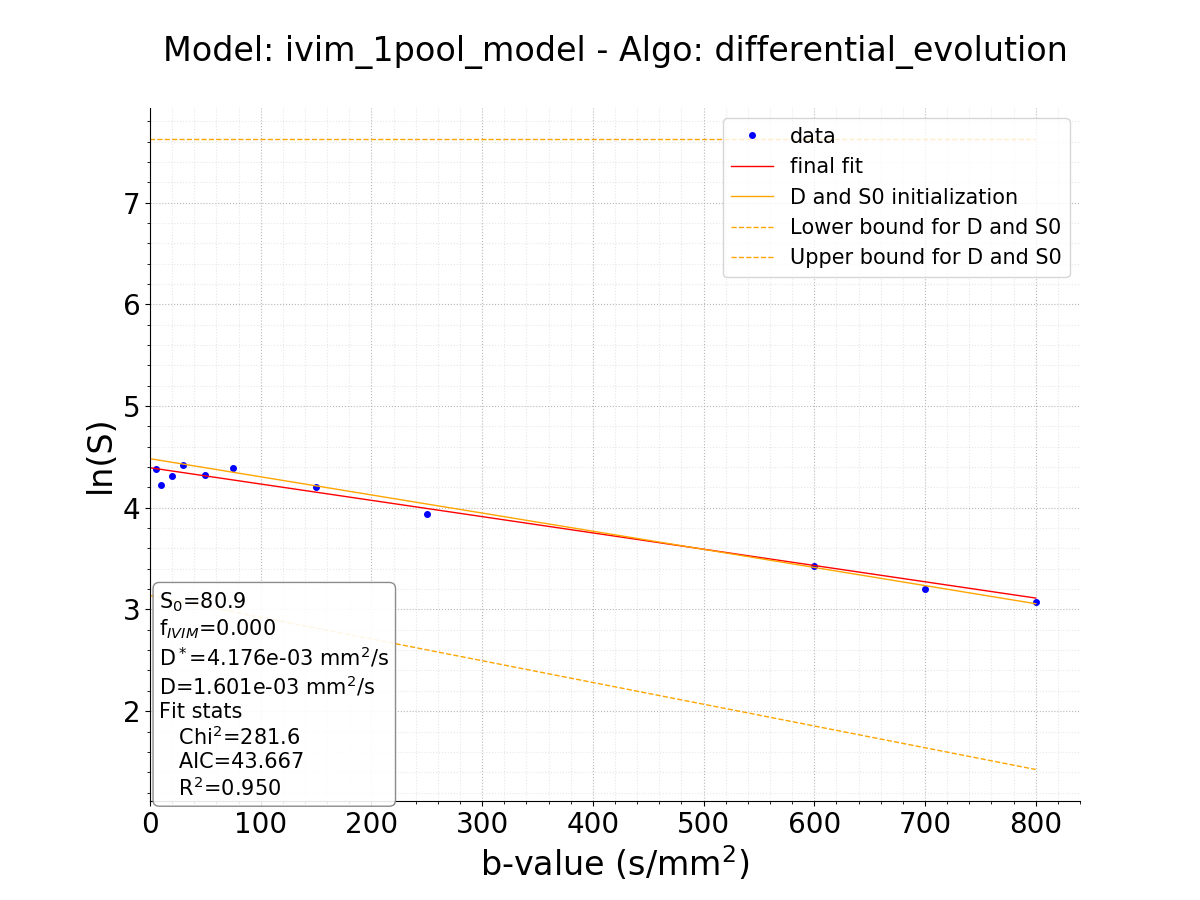 Model: ivim_1pool_model - Algo: differential_evolution
data
final fit
D and S0 initialization
Lower bound for D and S0
Upper bound for D and S0
ln(S)
7
6
5
4
3
2
S₀=80.9
f_IVIM=0.000
D*=4.176e-03 mm²/s
D=1.601e-03 mm²/s
Fit stats
Chi²=281.6
AIC=43.667
R²=0.950
0 100 200 300 400 500 600 700 800
b-value (s/mm²)